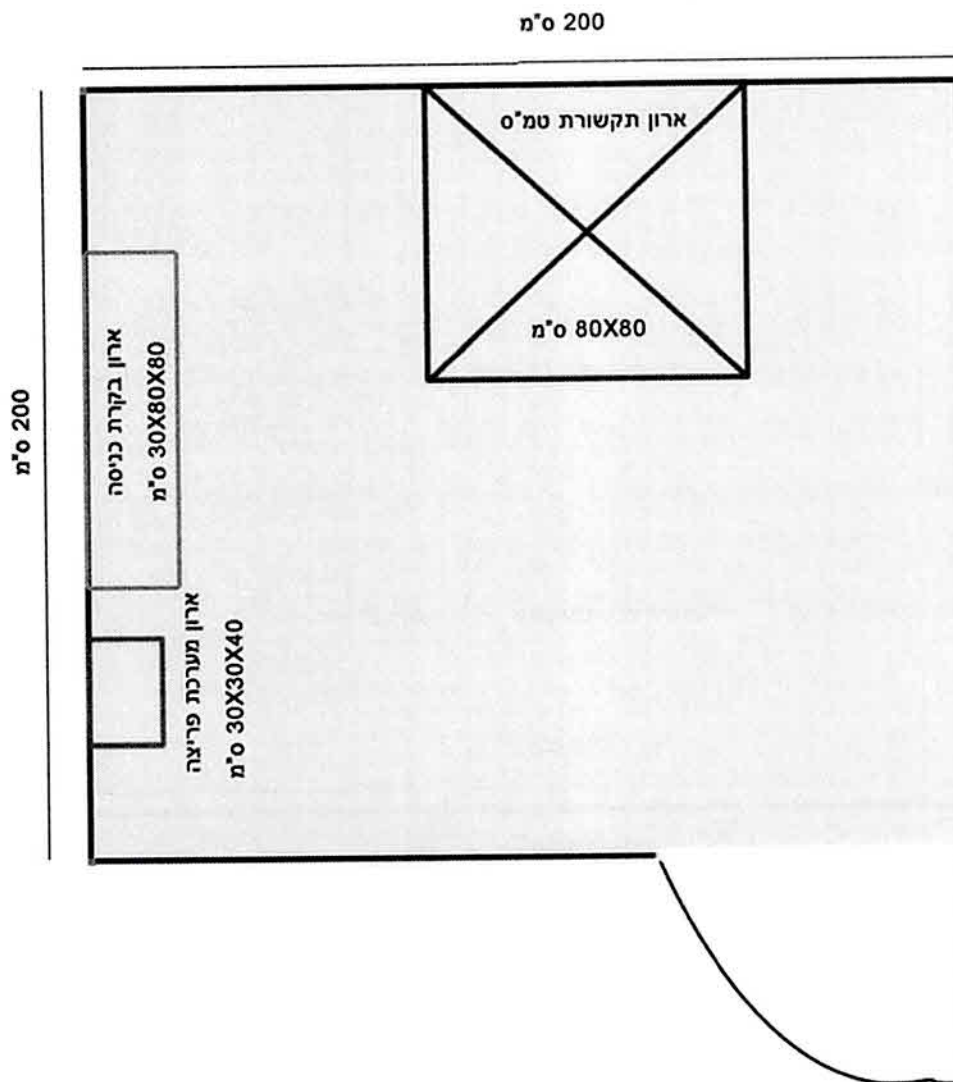 200 ס"מ
ארון תקשורת טמ"ס
80X80 ס"מ
200 ס"מ
ארון בקרת כניסה
30X80X80 ס"מ
ארון מערכת פריצה
30X30X40 ס"מ